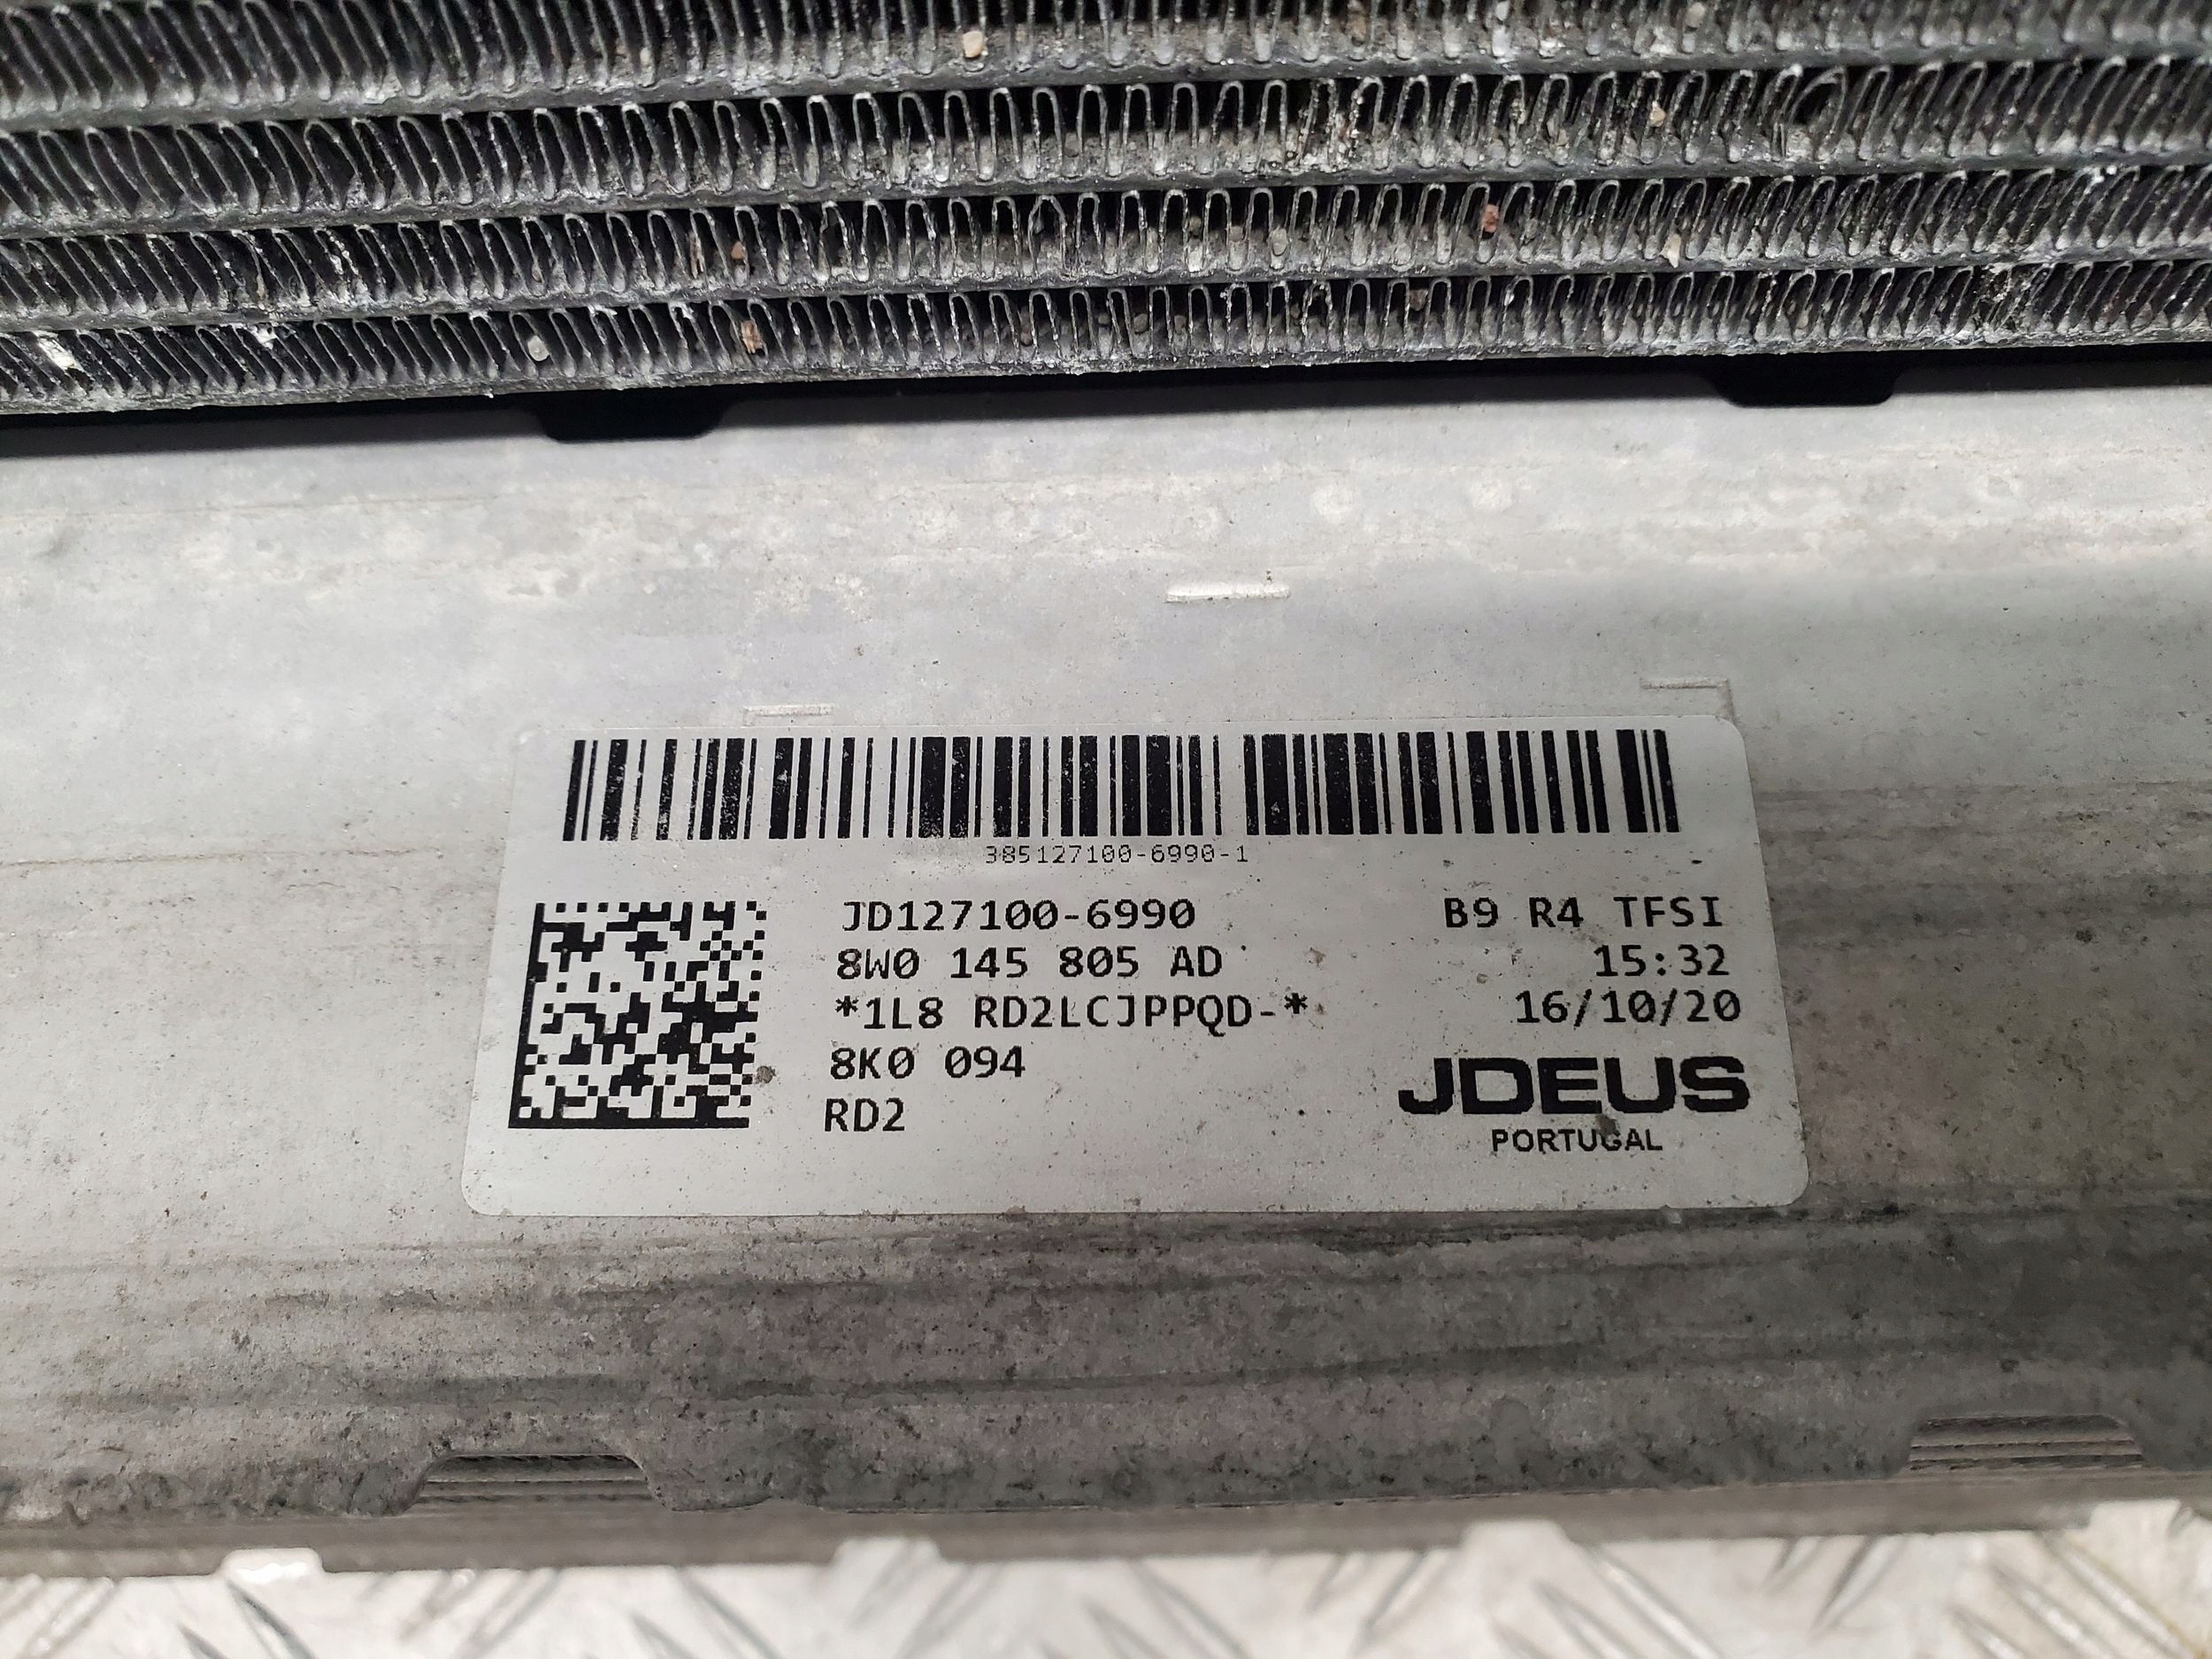 385127100-6990-1
JD127100-6990 B9 R4 TFSI
8W0 145 805 AD 15:32
*1L8 RD2LCJPPQD-* 16/10/20
8K0 094
RD2
JDEUS
PORTUGAL